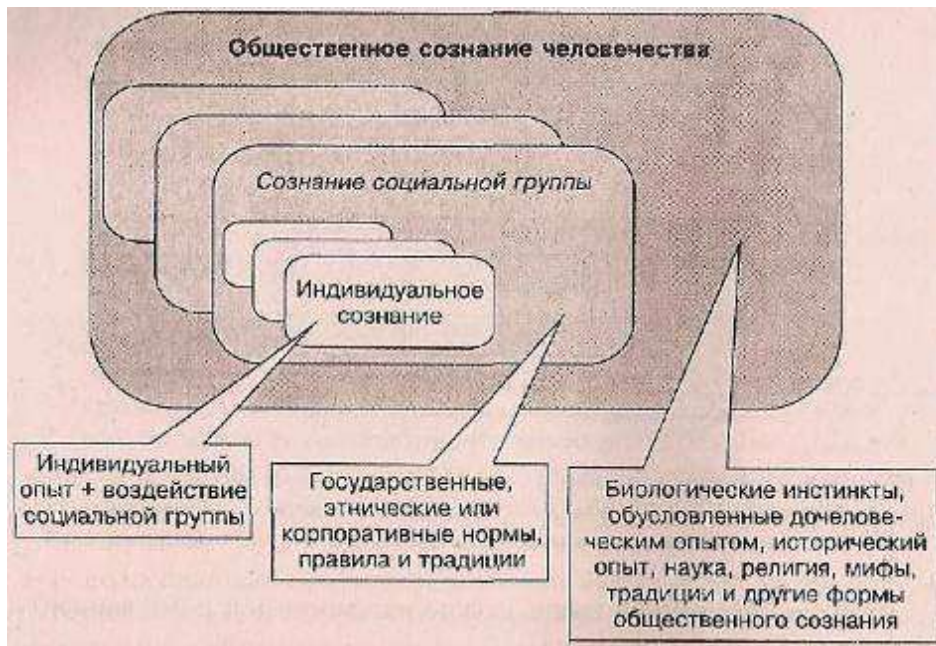 Общественное сознание человечества
Сознание социальной группы
Индивидуальное
сознание
Индивидуальный
опыт + воздействие
социальной группы
Государственные,
этнические или
корпоративные нормы,
правила и традиции
Биологические инстинкты,
обусловленные дочелове-
ческим опытом, исторический
опыт, наука, религия, мифы,
традиции и другие формы
общественного сознания